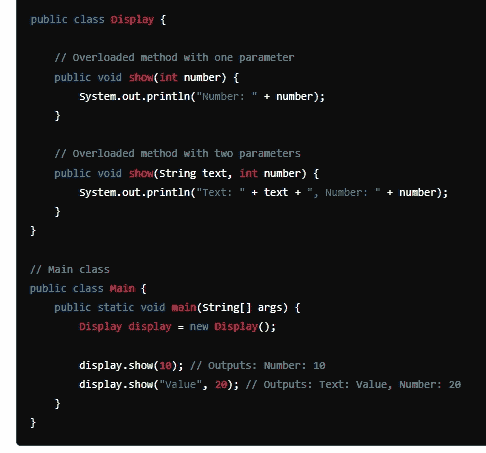 public class Display {
    // Overloaded method with one parameter
    public void show(int number) {
        System.out.println("Number: " + number);
    }
    // Overloaded method with two parameters
    public void show(String text, int number) {
        System.out.println("Text: " + text + ", Number: " + number);
    }
}
// Main class
public class Main {
    public static void main(String[] args) {
        Display display = new Display();
        display.show(10); // Outputs: Number: 10
        display.show("Value", 20); // Outputs: Text: Value, Number: 20
    }
}